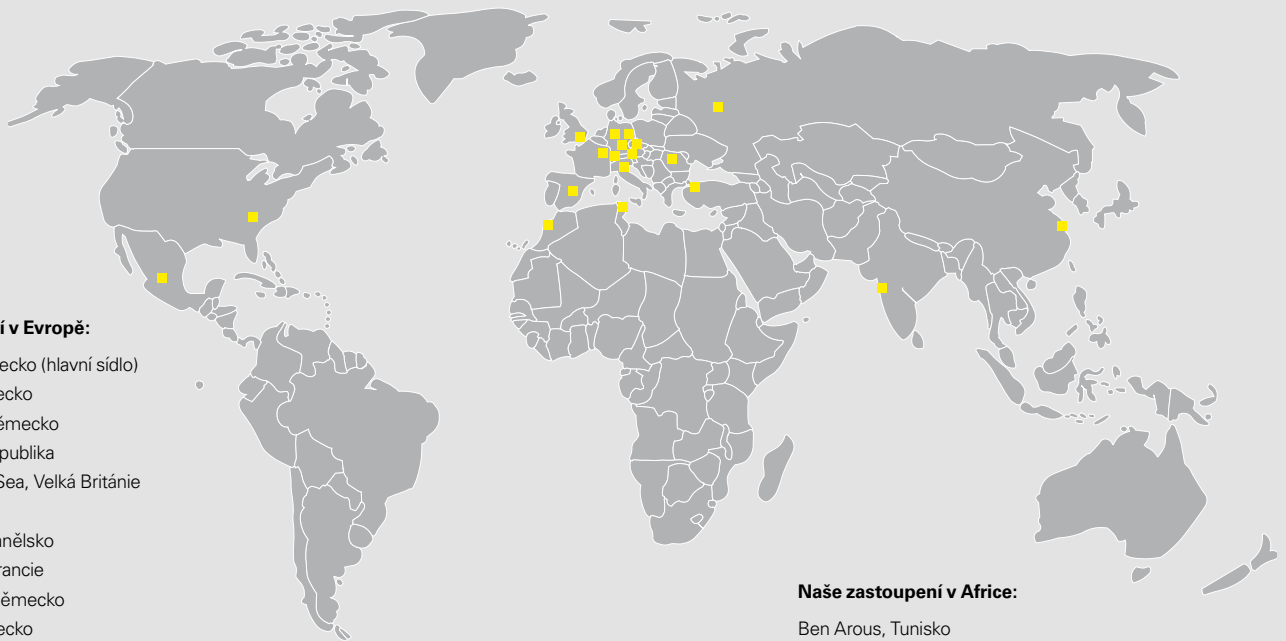 í v Evropě:
ecko (hlavní sídlo)
ecko
ěmecko
publika
Sea, Velká Británie
nělsko
rancie
ěmecko
ecko
Naše zastoupení v Africe:
Ben Arous, Tunisko